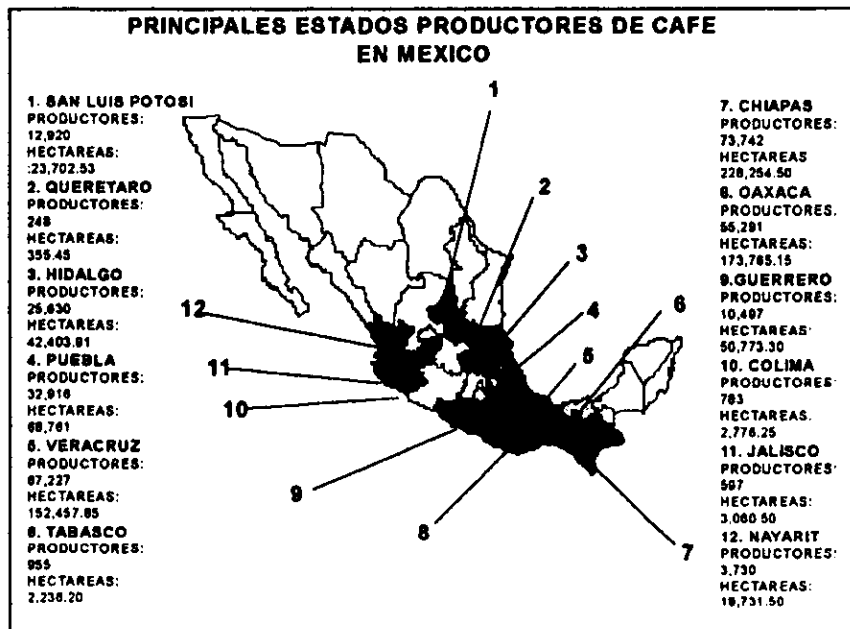 PRINCIPALES ESTADOS PRODUCTORES DE CAFE
EN MEXICO
1. SAN LUIS POTOSI
PRODUCTORES:
12,920
HECTAREAS:
:23,702.53
2. QUERETARO
PRODUCTORES:
248
HECTAREAS:
355.45
3. HIDALGO
PRODUCTORES:
25,630
HECTAREAS:
42,403.91
4. PUEBLA
PRODUCTORES:
32,916
HECTAREAS:
68,761
5. VERACRUZ
PRODUCTORES:
67,227
HECTAREAS:
152,457.85
6. TABASCO
PRODUCTORES:
955
HECTAREAS:
2,236.20
1
2
3
4
5
6
7
8
9
10
11
12
7. CHIAPAS
PRODUCTORES:
73,742
HECTAREAS
228,254.50
8. OAXACA
PRODUCTORES.
55,291
173,765.15
9.GUERRERO
PRODUCTORES:
10,497
HECTAREAS:
50,773.30
10. COLIMA
PRODUCTORES:
783
HECTAREAS.
2,776.25
11. JALISCO
PRODUCTORES:
597
HECTAREAS:
3,060 50
12. NAYARIT
PRODUCTORES:
3,730
HECTAREAS:
19,731.50